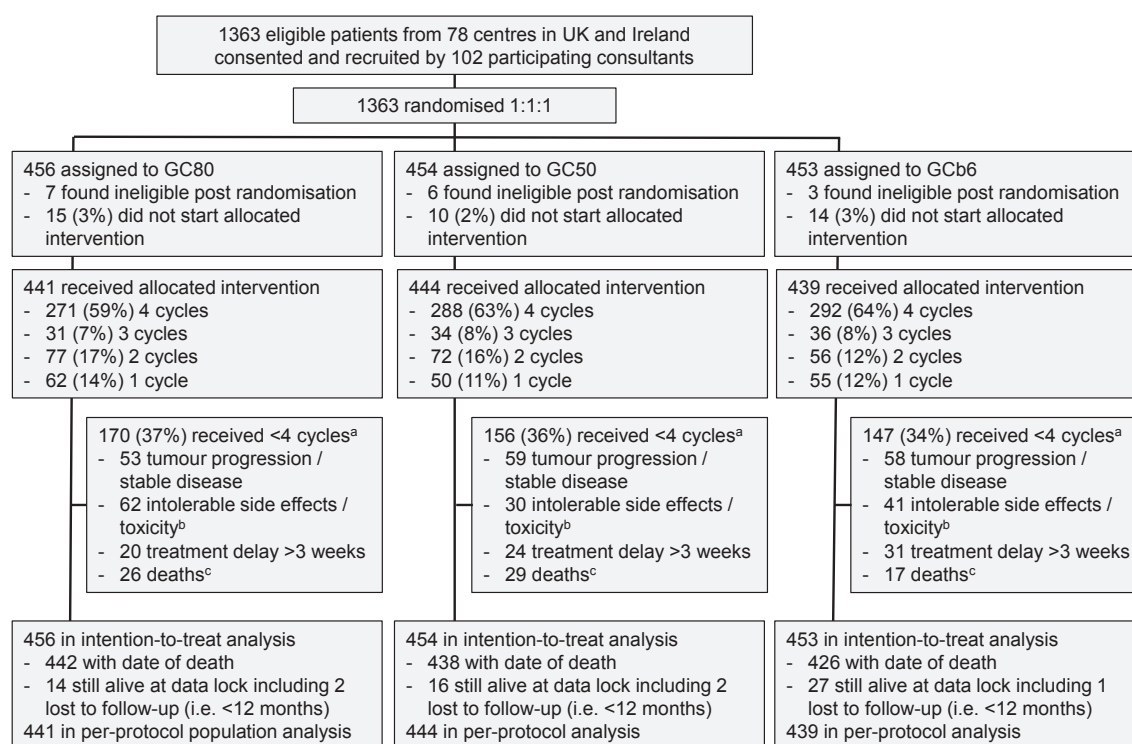 1363 eligible patients from 78 centres in UK and Ireland
consented and recruited by 102 participating consultants
1363 randomised 1:1:1
456 assigned to GC80
- 7 found ineligible post randomisation
- 15 (3%) did not start allocated
intervention
454 assigned to GC50
- 6 found ineligible post randomisation
- 10 (2%) did not start allocated
intervention
453 assigned to GCb6
- 3 found ineligible post randomisation
- 14 (3%) did not start allocated
intervention
441 received allocated intervention
- 271 (59%) 4 cycles
- 31 (7%) 3 cycles
- 77 (17%) 2 cycles
- 62 (14%) 1 cycle
444 received allocated intervention
- 288 (63%) 4 cycles
- 34 (8%) 3 cycles
- 72 (16%) 2 cycles
- 50 (11%) 1 cycle
439 received allocated intervention
- 292 (64%) 4 cycles
- 36 (8%) 3 cycles
- 56 (12%) 2 cycles
- 55 (12%) 1 cycle
170 (37%) received <4 cyclesᵃ
- 53 tumour progression /
stable disease
- 62 intolerable side effects /
toxicityᵇ
- 20 treatment delay >3 weeks
- 26 deathsᶜ
156 (36%) received <4 cyclesᵃ
- 59 tumour progression /
stable disease
- 30 intolerable side effects /
toxicityᵇ
- 24 treatment delay >3 weeks
- 29 deathsᶜ
147 (34%) received <4 cyclesᵃ
- 58 tumour progression /
stable disease
- 41 intolerable side effects /
toxicityᵇ
- 31 treatment delay >3 weeks
- 17 deathsᶜ
456 in intention-to-treat analysis
- 442 with date of death
- 14 still alive at data lock including 2
lost to follow-up (i.e. <12 months)
441 in per-protocol population analysis
454 in intention-to-treat analysis
- 438 with date of death
- 16 still alive at data lock including 2
lost to follow-up (i.e. <12 months)
444 in per-protocol analysis
453 in intention-to-treat analysis
- 426 with date of death
- 27 still alive at data lock including 1
lost to follow-up (i.e. <12 months)
439 in per-protocol analysis